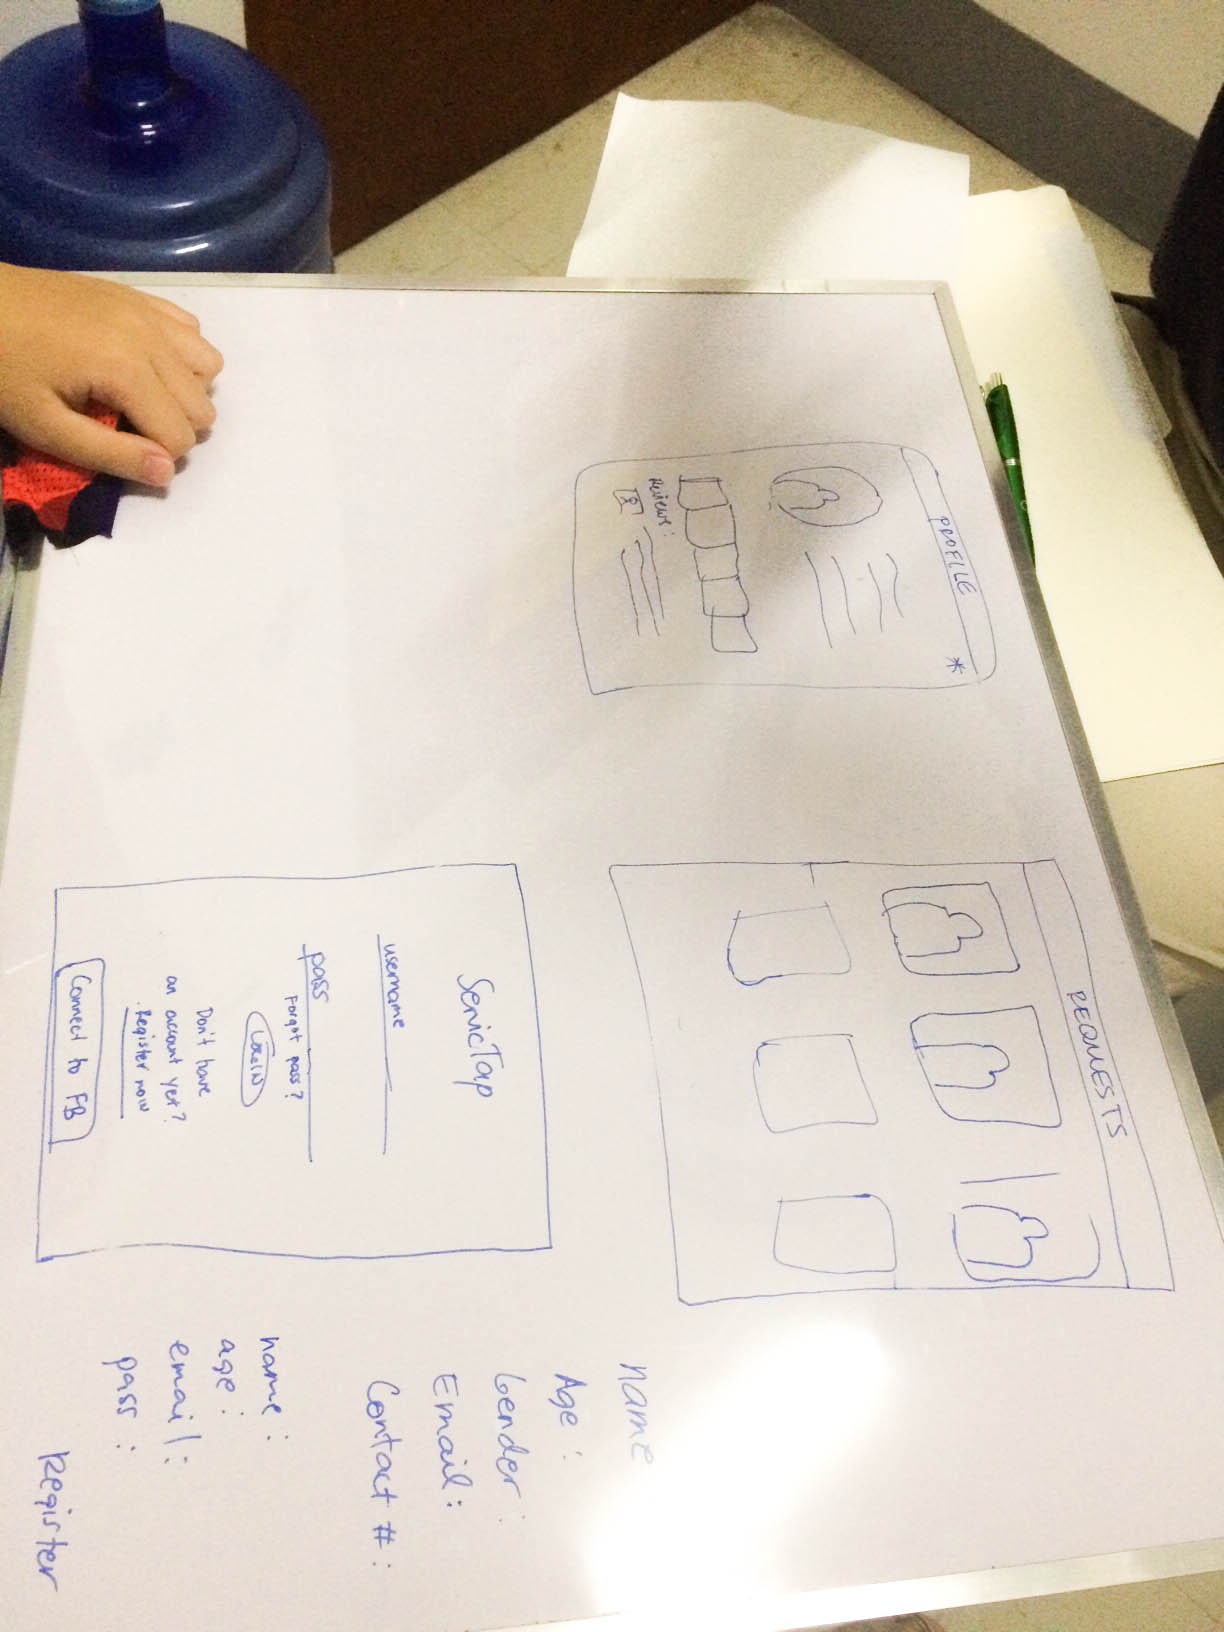 REQUESTS
PROFILE
Reviews:
ServicTap
username
pass
Forgot pass?
LOGIN
Don't have
an account yet?
Register now
Connect to FB
name
Age :
Gender :
Email:
Contact #:
name :
age :
email:
pass :
Register